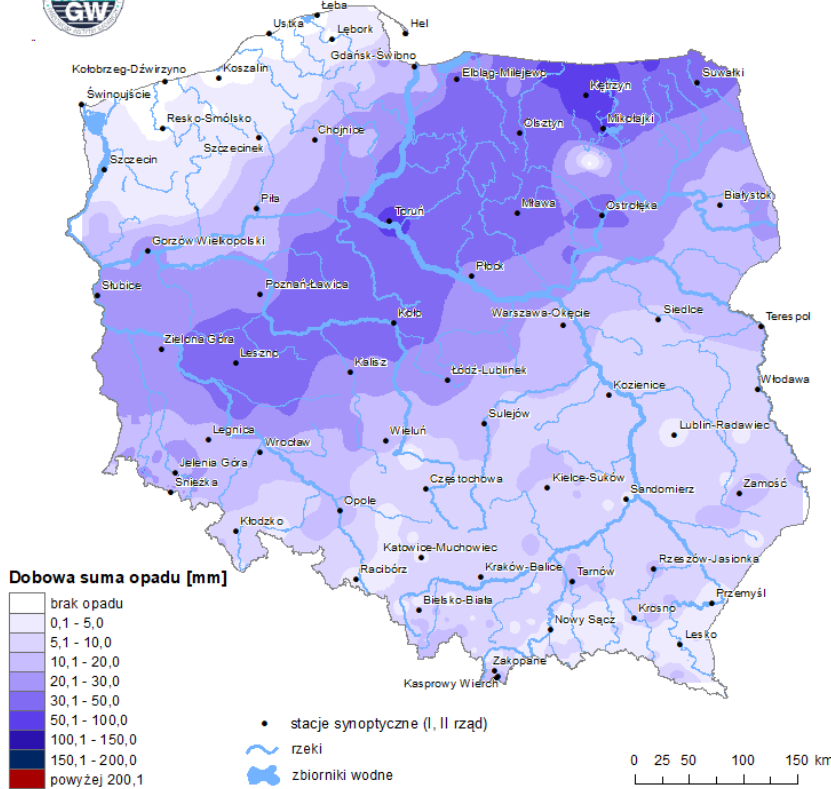 GW
Łeba
Ustka
Lębork
Hel
Gdańsk-Świbno
Kołobrzeg-Dźwirzyno
Koszalin
Elbląg-Milejewo
Suwałki
Świnoujście
Kętrzyn
Resko-Smólsko
Chojnice
Olsztyn
Mikołajki
Szczecinek
Szczecin
Piła
Toruń
Mława
Ostrołęka
Białystok
Gorzów Wielkopolski
Płock
Słubice
Poznań-Ławica
Koło
Warszawa-Okęcie
Siedlce
Terespol
Zielona Góra
Leszno
Kalisz
Łódź-Lublinek
Kozienice
Włodawa
Sulejów
Legnica
Wrocław
Wieluń
Lublin-Radawiec
Jelenia Góra
Śnieżka
Częstochowa
Kielce-Suków
Sandomierz
Zamość
Opole
Kłodzko
Katowice-Muchowiec
Racibórz
Kraków-Balice
Tarnów
Rzeszów-Jasionka
Bielsko-Biała
Nowy Sącz
Krosno
Przemyśl
Lesko
Zakopane
Kasprowy Wierch
Dobowa suma opadu [mm]
brak opadu
0,1 - 5,0
5,1 - 10,0
10,1 - 20,0
20,1 - 30,0
30,1 - 50,0
50,1 - 100,0
100,1 - 150,0
150,1 - 200,0
powyżej 200,1
stacje synoptyczne (I, II rząd)
rzeki
zbiorniki wodne
0 25 50 100 150 km